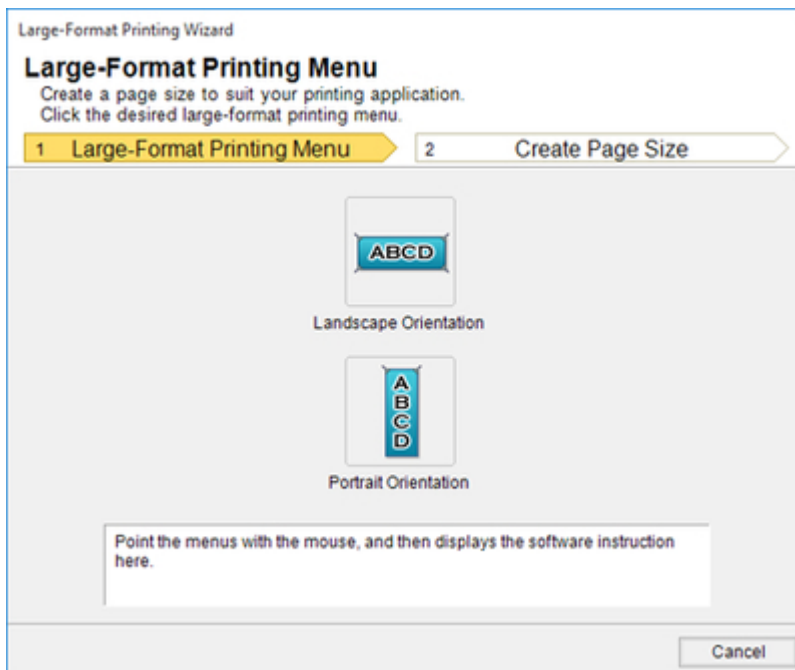 Large-Format Printing Wizard
Large-Format Printing Menu
Create a page size to suit your printing application.
Click the desired large-format printing menu.
1 Large-Format Printing Menu 2 Create Page Size
ABCD
Landscape Orientation
A
B
C
D
Portrait Orientation
Point the menus with the mouse, and then displays the software instruction
here.
Cancel